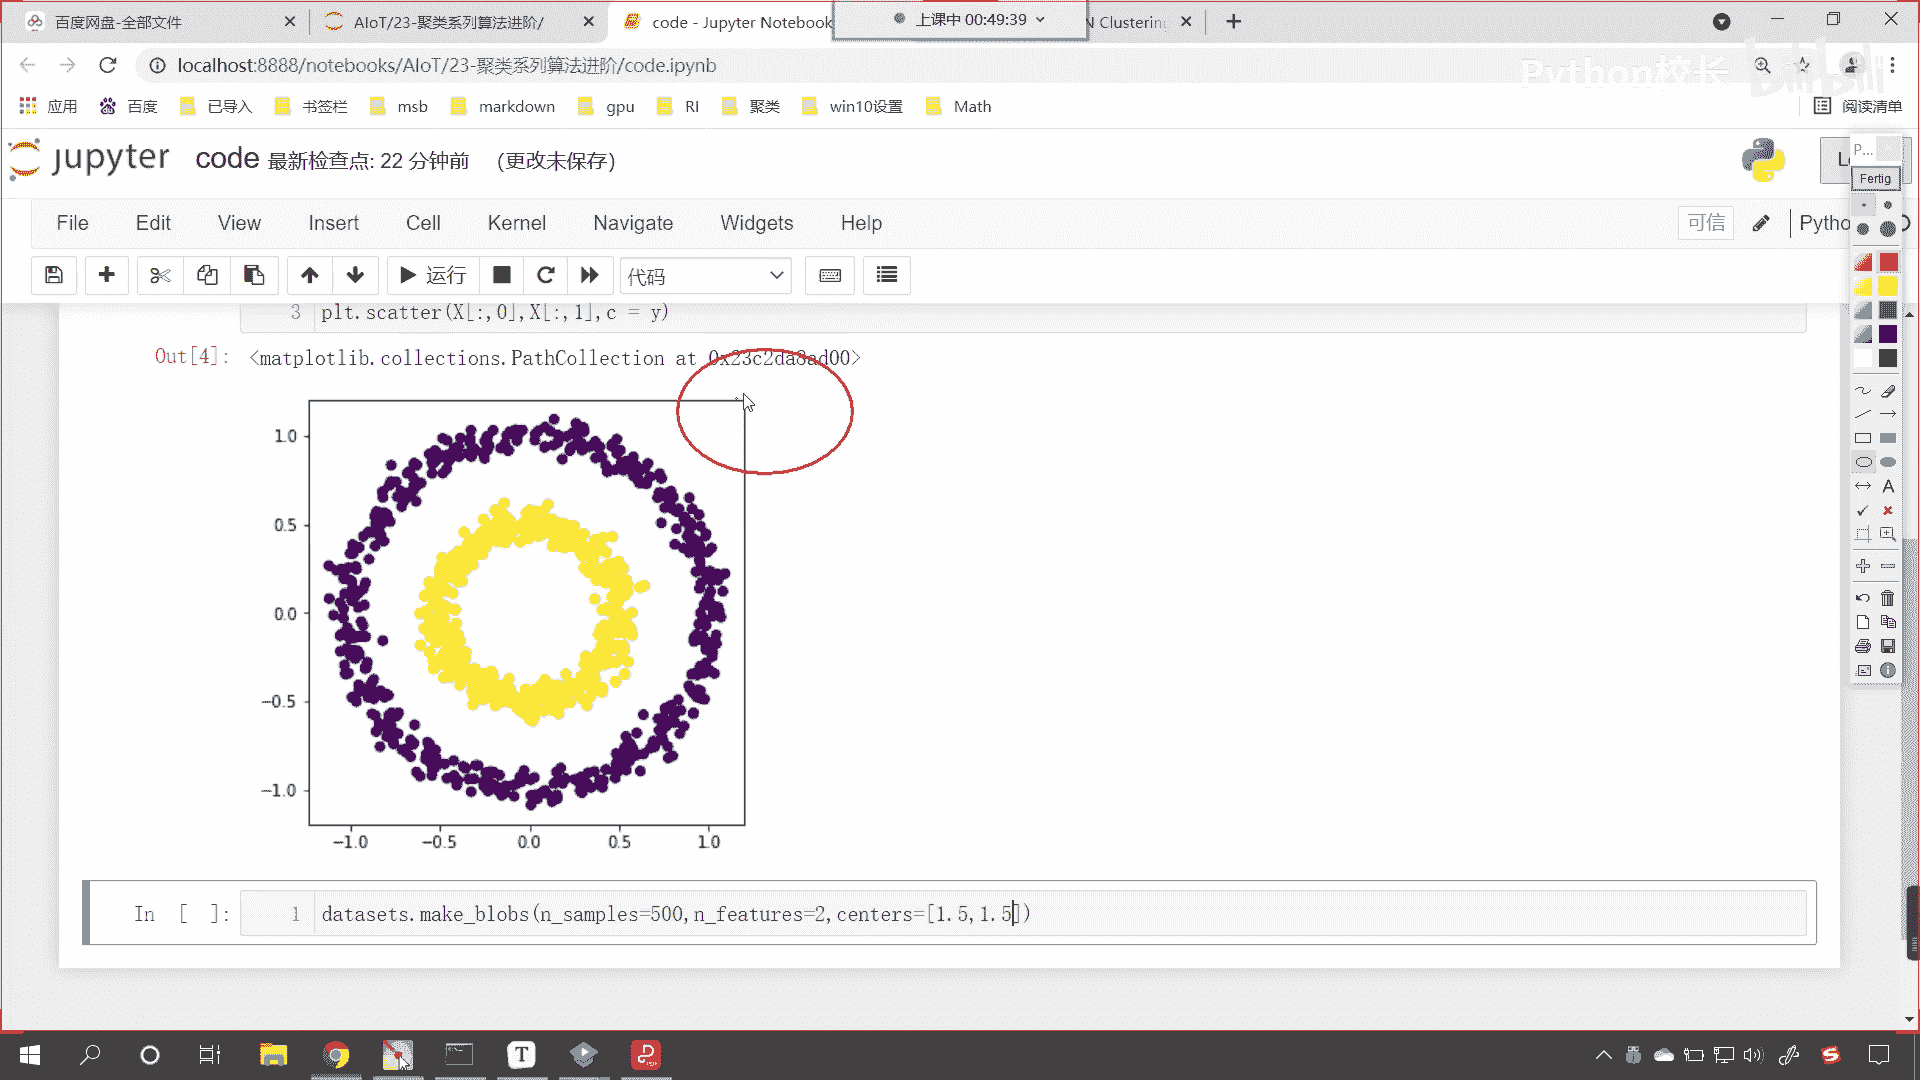 百度网盘-全部文件
AIoT/23-聚类系列算法进阶/
code - Jupyter Notebook
上课中 00:49:39
N Clustering
localhost:8888/notebooks/AIoT/23-聚类系列算法进阶/code.ipynb
Python校长
bilibili
应用
百度
已导入
书签栏
msb
markdown
gpu
RI
聚类
win10设置
Math
阅读清单
jupyter
code 最新检查点: 22 分钟前 (更改未保存)
P...
Fertig
File
Edit
View
Insert
Cell
Kernel
Navigate
Widgets
Help
可信
Pytho
运行
代码
3 plt.scatter(X[:,0],X[:,1],c = y)
Out[4]: <matplotlib.collections.PathCollection at 0x23c2da8ad00>
1.0
0.5
0.0
−0.5
−1.0
−1.0 −0.5 0.0 0.5 1.0
In [ ]: 1 datasets.make_blobs(n_samples=500,n_features=2,centers=[1.5,1.5])